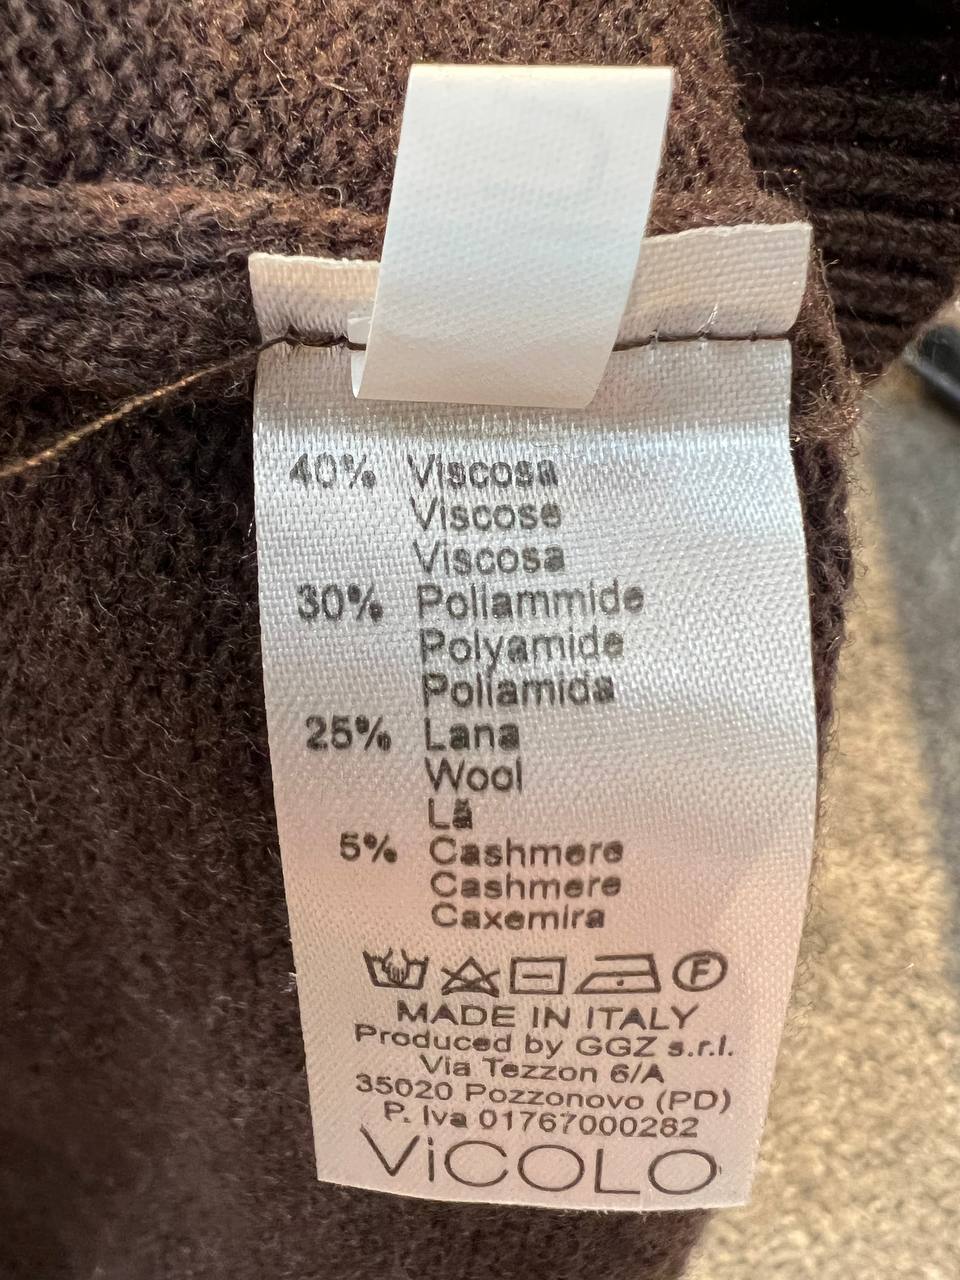 40% Viscosa
Viscose
Viscosa
30% Poliammide
Polyamide
Poliamida
25% Lana
Wool
Lã
5% Cashmere
Cashmere
Caxemira
F
MADE IN ITALY
Produced by GGZ s.r.l.
Via Tezzon 6/A
35020 Pozzonovo (PD)
P. Iva 01767000282
ViCOLO